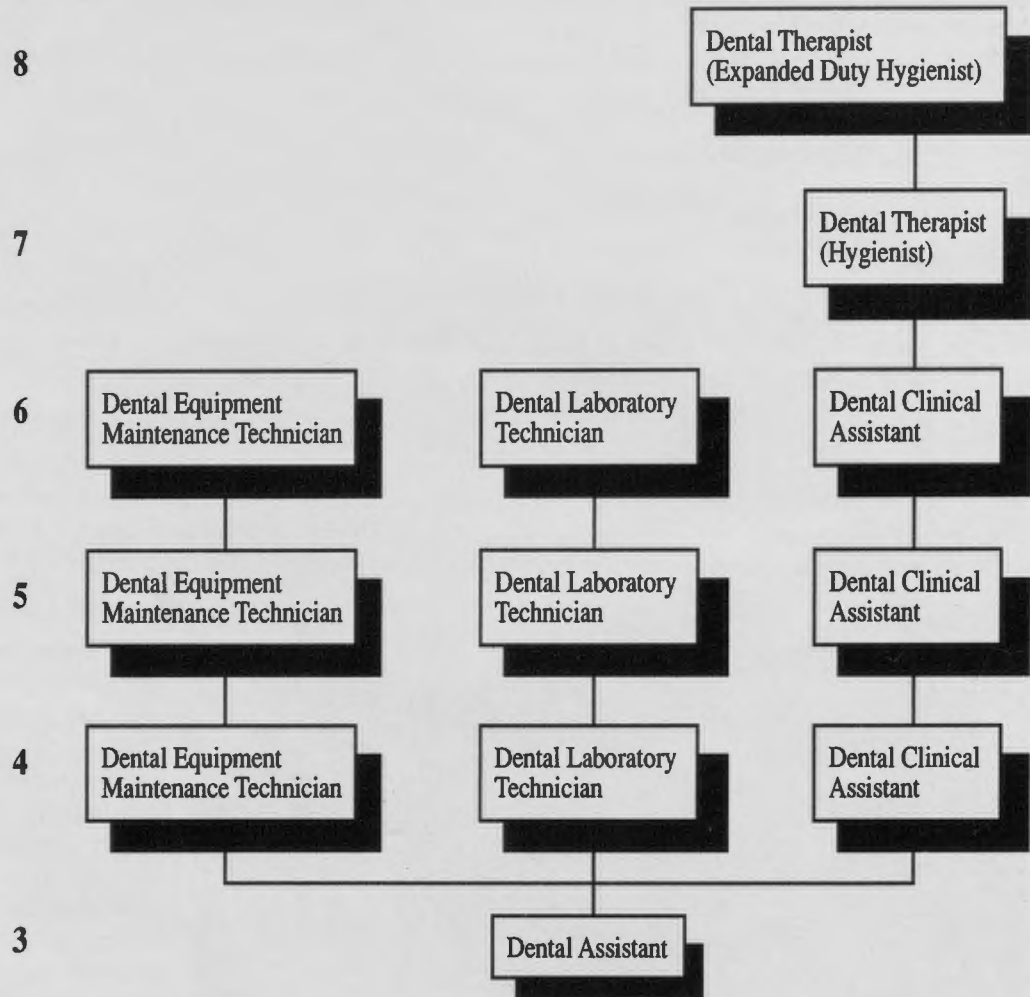 8
Dental Therapist
(Expanded Duty Hygienist)
7
Dental Therapist
(Hygienist)
6
Dental Equipment
Maintenance Technician
Dental Laboratory
Technician
Dental Clinical
Assistant
5
Dental Equipment
Maintenance Technician
Dental Laboratory
Technician
Dental Clinical
Assistant
4
Dental Equipment
Maintenance Technician
Dental Laboratory
Technician
Dental Clinical
Assistant
3
Dental Assistant